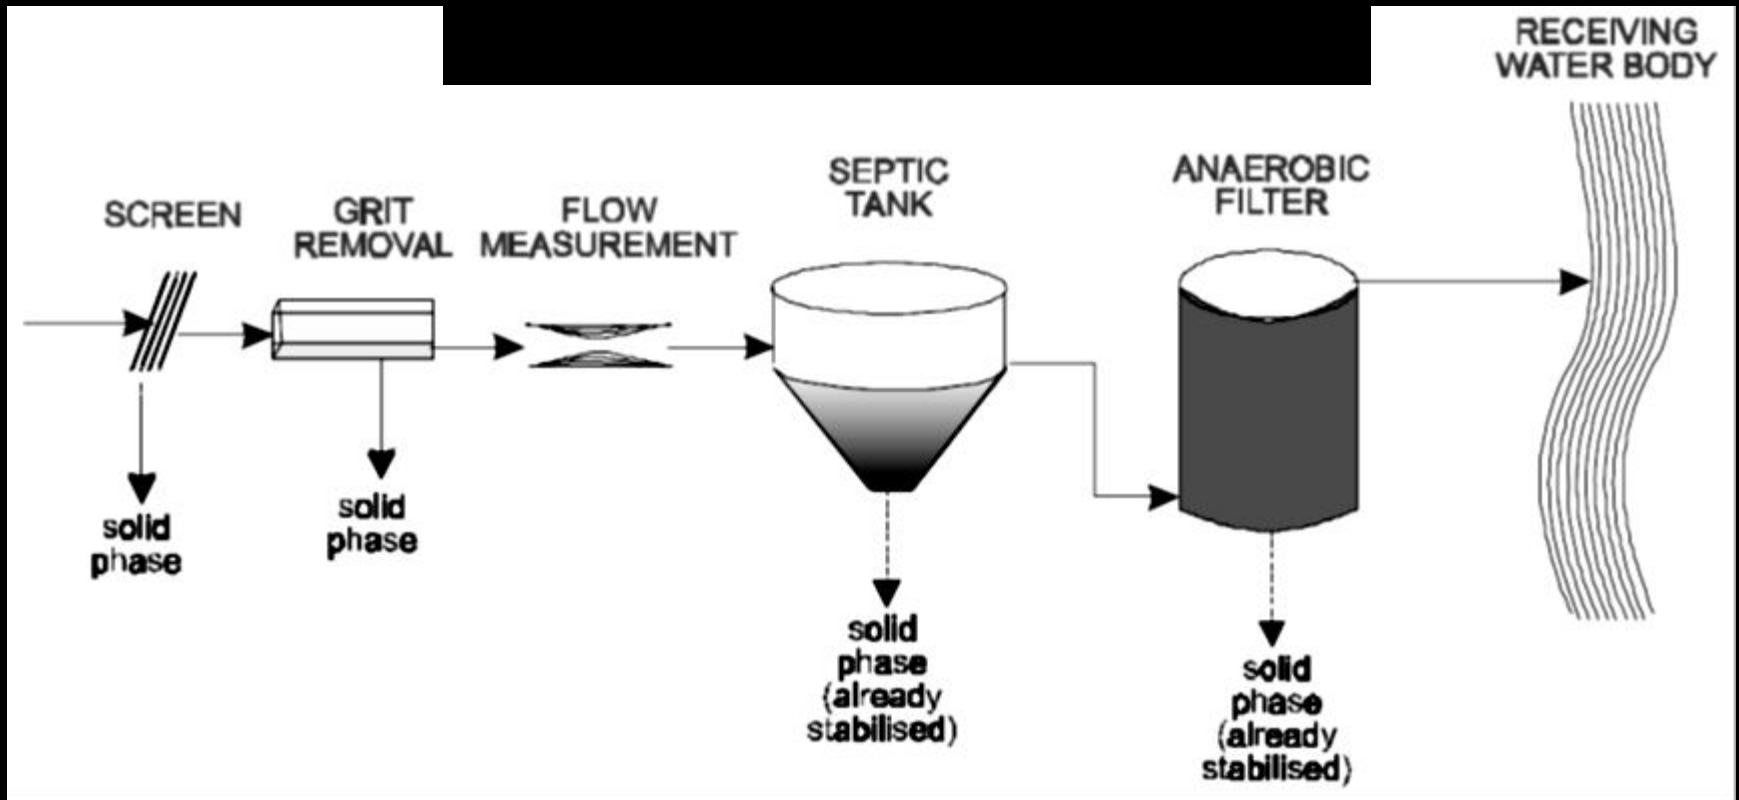 RECEIVING
WATER BODY
SEPTIC
TANK
ANAEROBIC
FILTER
SCREEN
GRIT
REMOVAL
FLOW
MEASUREMENT
solid
phase
solid
phase
solid
phase
(already
stabilised)
solid
phase
(already
stabilised)